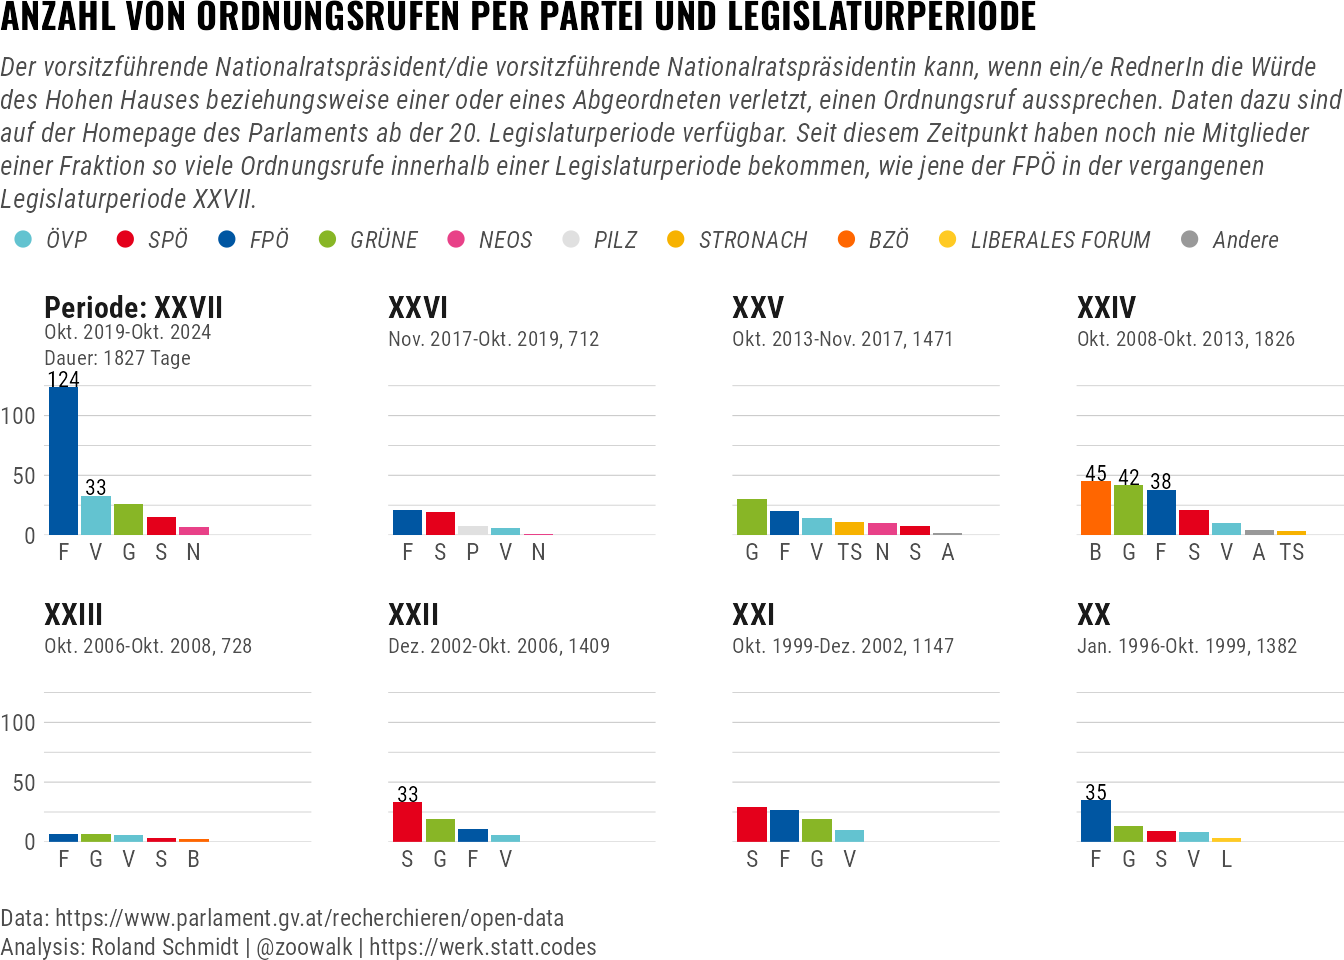 ANZAHL VON ORDNUNGSRUFEN PER PARTEI UND LEGISLATURPERIODE
Der vorsitzführende Nationalratspräsident/die vorsitzführende Nationalratspräsidentin kann, wenn ein/e RednerIn die Würde
des Hohen Hauses beziehungsweise einer oder eines Abgeordneten verletzt, einen Ordnungsruf aussprechen. Daten dazu sind
auf der Homepage des Parlaments ab der 20. Legislaturperiode verfügbar. Seit diesem Zeitpunkt haben noch nie Mitglieder
einer Fraktion so viele Ordnungsrufe innerhalb einer Legislaturperiode bekommen, wie jene der FPÖ in der vergangenen
Legislaturperiode XXVII.
ÖVP SPÖ FPÖ GRÜNE NEOS PILZ STRONACH BZÖ LIBERALES FORUM Andere
Periode: XXVII
Okt. 2019-Okt. 2024
Dauer: 1827 Tage
124
33
100
50
0
F V G S N
XXVI
Nov. 2017-Okt. 2019, 712
F S P V N
XXV
Okt. 2013-Nov. 2017, 1471
G F V TS N S A
XXIV
Okt. 2008-Okt. 2013, 1826
45 42 38
B G F S V A TS
XXIII
Okt. 2006-Okt. 2008, 728
100
50
0
F G V S B
XXII
Dez. 2002-Okt. 2006, 1409
33
S G F V
XXI
Okt. 1999-Dez. 2002, 1147
S F G V
XX
Jan. 1996-Okt. 1999, 1382
35
F G S V L
Data: https://www.parlament.gv.at/recherchieren/open-data
Analysis: Roland Schmidt | @zoowalk | https://werk.statt.codes